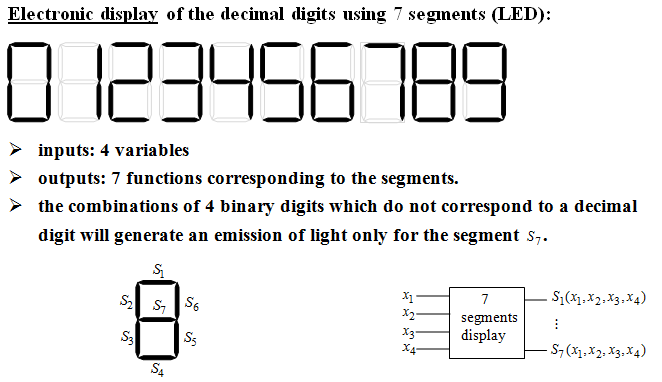 Electronic display of the decimal digits using 7 segments (LED):
0123456789
➢ inputs: 4 variables
➢ outputs: 7 functions corresponding to the segments.
➢ the combinations of 4 binary digits which do not correspond to a decimal
digit will generate an emission of light only for the segment S₇.
S₁
S₂ S₇ S₆
S₃ S₅
S₄
x₁
x₂
x₃
x₄
7
segments
display
S₁(x₁,x₂,x₃,x₄)
⋮
S₇(x₁,x₂,x₃,x₄)